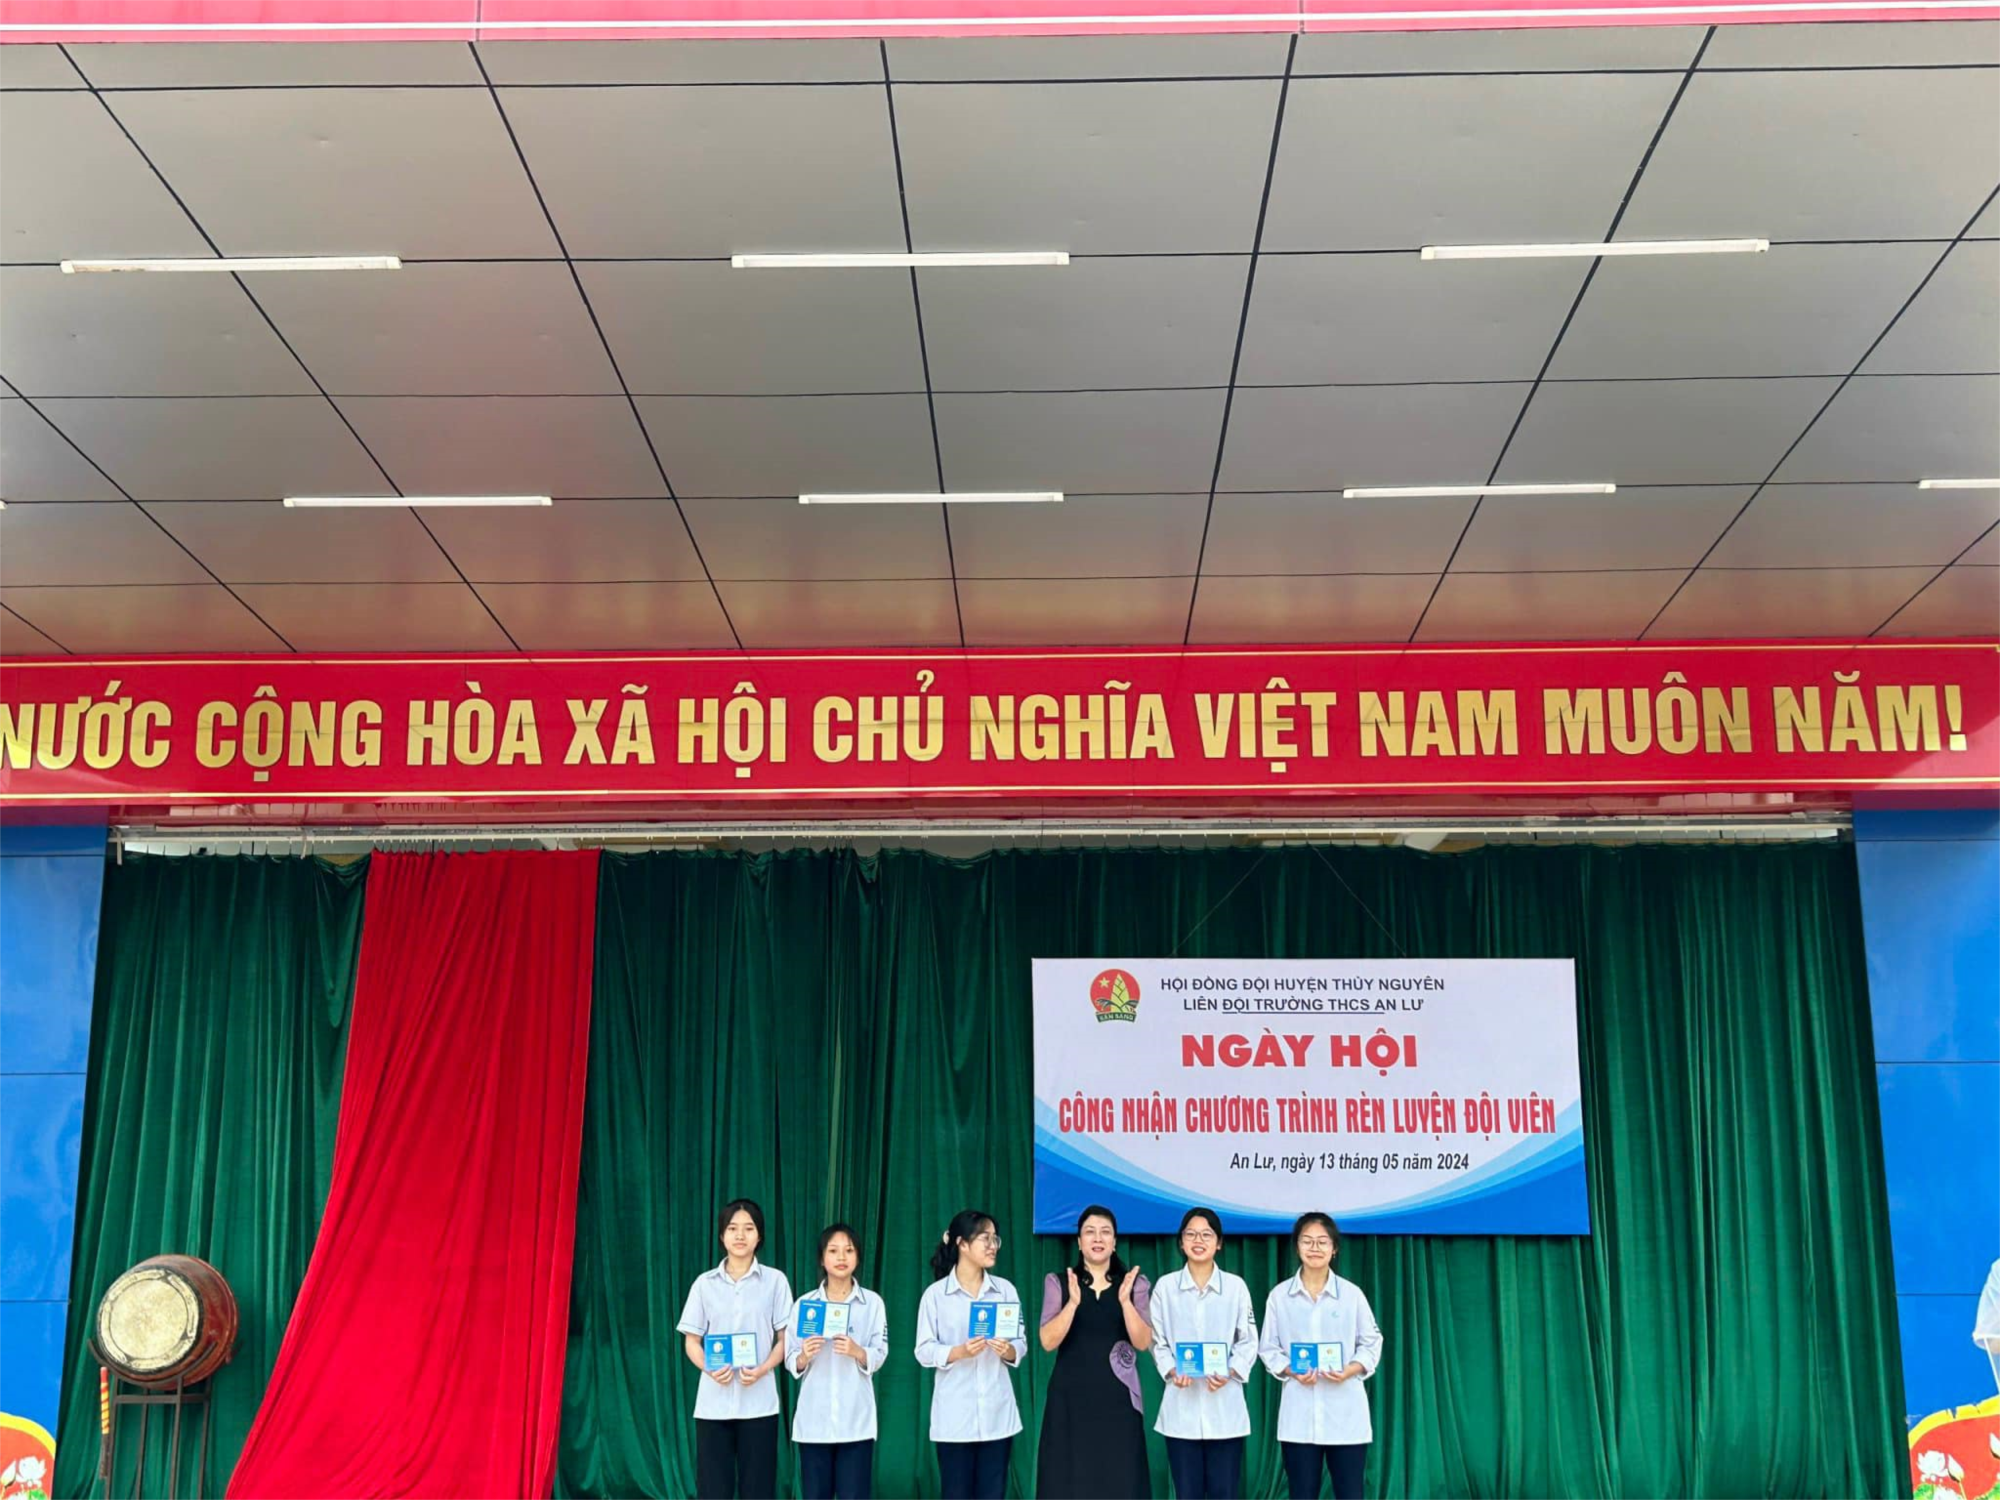 NƯỚC CỘNG HÒA XÃ HỘI CHỦ NGHĨA VIỆT NAM MUÔN NĂM!
HỘI ĐỒNG ĐỘI HUYỆN THỦY NGUYÊN
LIÊN ĐỘI TRƯỜNG THCS AN LƯ
SẴN SÀNG
NGÀY HỘI
CÔNG NHẬN CHƯƠNG TRÌNH RÈN LUYỆN ĐỘI VIÊN
An Lư, ngày 13 tháng 05 năm 2024